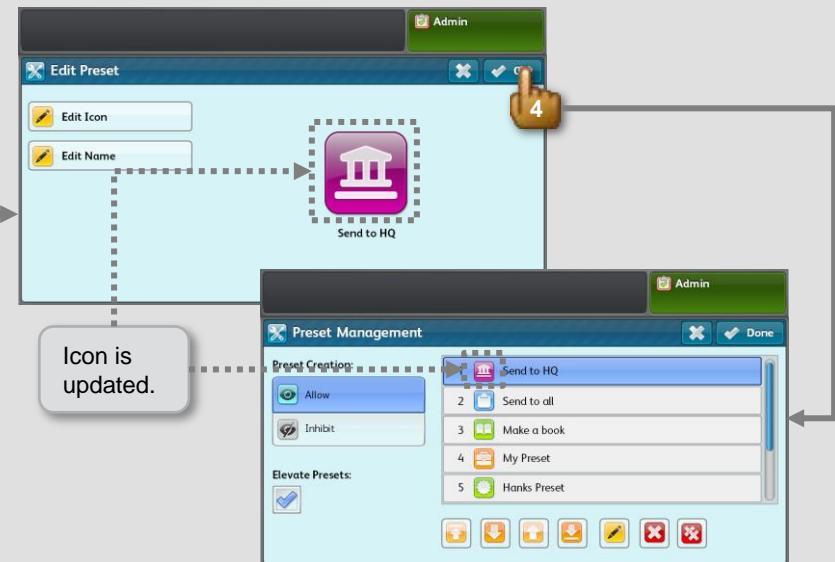 Admin
Edit Preset
4
Edit Icon
Edit Name
Send to HQ
Admin
Preset Management
Done
Icon is
updated.
Preset Creation:
Allow
Inhibit
Elevate Presets:
Send to HQ
2 Send to all
3 Make a book
4 My Preset
5 Hanks Preset